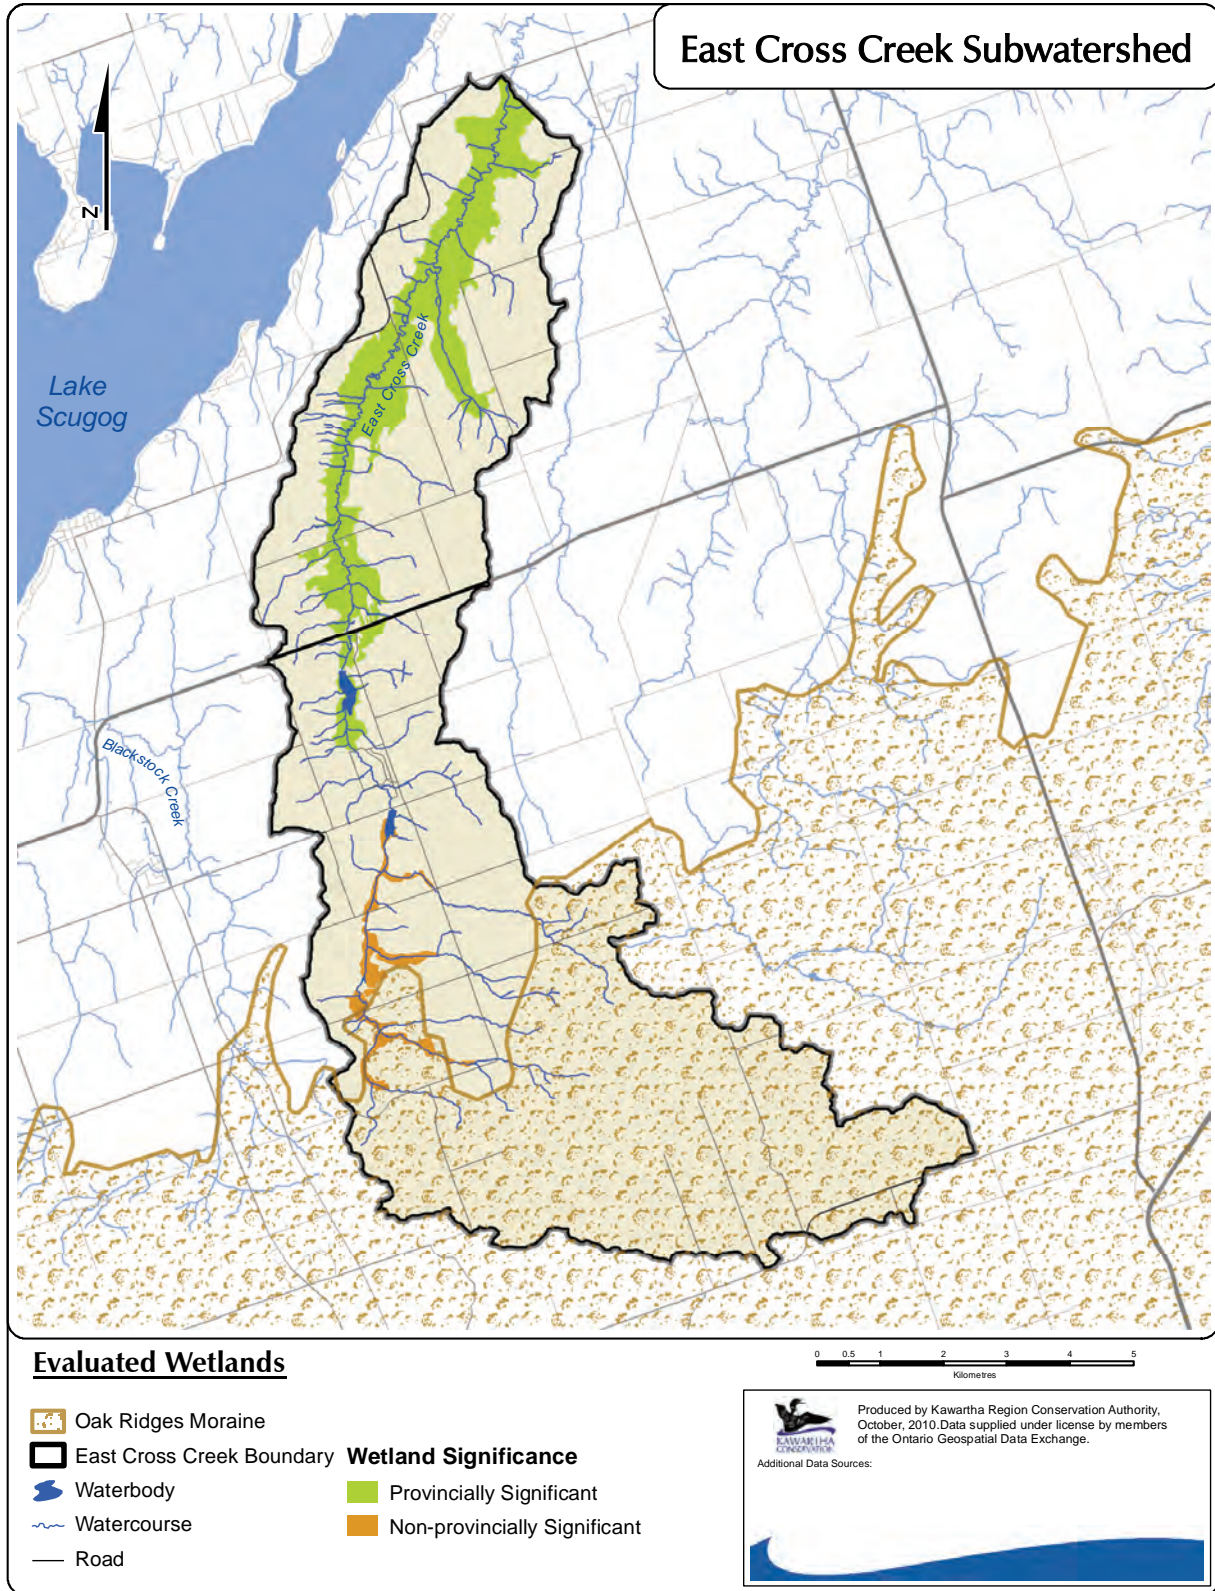 East Cross Creek Subwatershed
N
Lake
Scugog
East Cross Creek
Blackstock Creek
Evaluated Wetlands
Oak Ridges Moraine
East Cross Creek Boundary
Waterbody
Watercourse
Road
Wetland Significance
Provincially Significant
Non-provincially Significant
0 0.5 1 2 3 4 5
Kilometres
KAWARTHA
CONSERVATION
Produced by Kawartha Region Conservation Authority,
October, 2010.Data supplied under license by members
of the Ontario Geospatial Data Exchange.
Additional Data Sources: